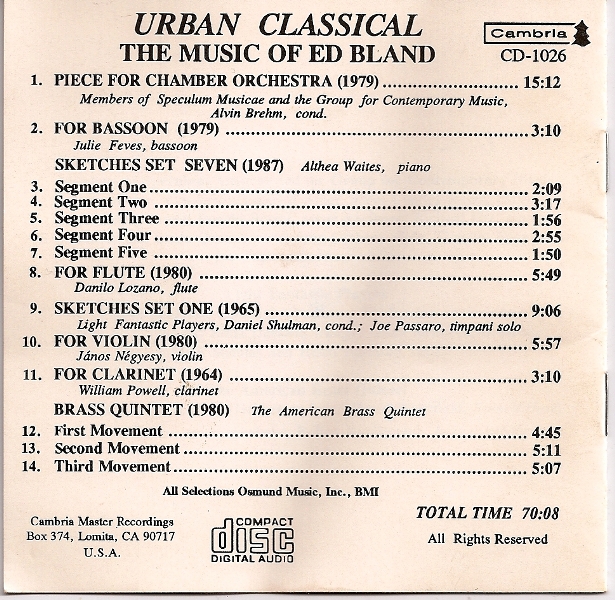 URBAN CLASSICAL
THE MUSIC OF ED BLAND
Cambria
CD-1026
1. PIECE FOR CHAMBER ORCHESTRA (1979) 15:12
Members of Speculum Musicae and the Group for Contemporary Music,
Alvin Brehm, cond.
2. FOR BASSOON (1979) 3:10
Julie Feves, bassoon
SKETCHES SET SEVEN (1987) Althea Waites, piano
3. Segment One 2:09
4. Segment Two 3:17
5. Segment Three 1:56
6. Segment Four 2:55
7. Segment Five 1:50
8. FOR FLUTE (1980) 5:49
Danilo Lozano, flute
9. SKETCHES SET ONE (1965) 9:06
Light Fantastic Players, Daniel Shulman, cond.; Joe Passaro, timpani solo
10. FOR VIOLIN (1980) 5:57
János Négyesy, violin
11. FOR CLARINET (1964) 3:10
William Powell, clarinet
BRASS QUINTET (1980) The American Brass Quintet
12. First Movement 4:45
13. Second Movement 5:11
14. Third Movement 5:07
All Selections Osmund Music, Inc., BMI
TOTAL TIME 70:08
All Rights Reserved
Cambria Master Recordings
Box 374, Lomita, CA 90717
U.S.A.
COMPACT
disc
DIGITAL AUDIO